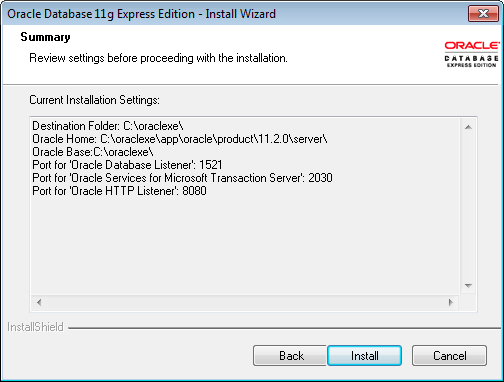 Oracle Database 11g Express Edition - Install Wizard
Summary
Review settings before proceeding with the installation.
ORACLE
DATABASE
EXPRESS EDITION
Current Installation Settings:
Destination Folder: C:\oraclexe\
Oracle Home: C:\oraclexe\app\oracle\product\11.2.0\server\
Oracle Base:C:\oraclexe\
Port for 'Oracle Database Listener': 1521
Port for 'Oracle Services for Microsoft Transaction Server': 2030
Port for 'Oracle HTTP Listener': 8080
InstallShield
Back
Install
Cancel